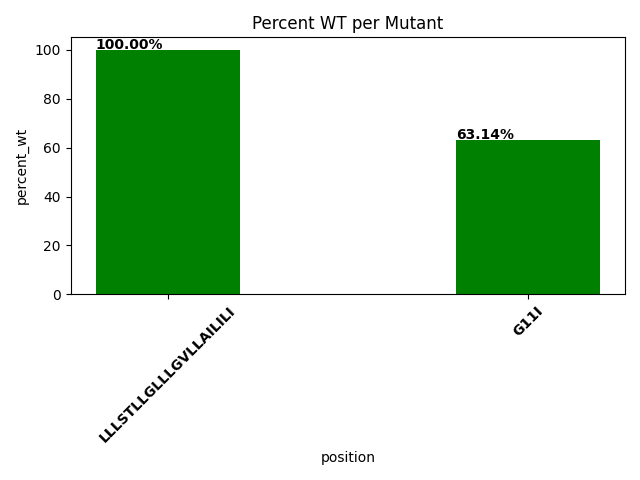 Percent WT per Mutant
100.00%
63.14%
percent_wt
100
80
60
40
20
0
LLLSTLLGLLLGVLLAILILI
G11I
position